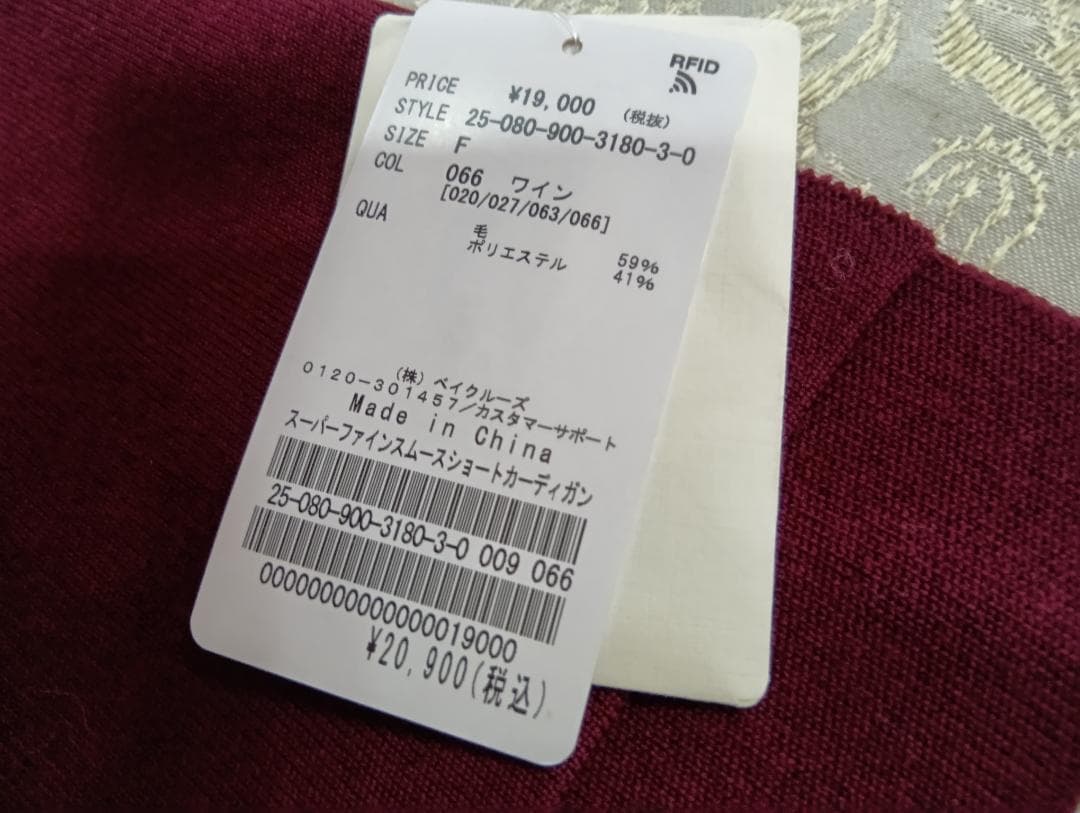 RFID
PRICE ¥19,000 (税抜)
STYLE 25-080-900-3180-3-0
SIZE F
COL 066 ワイン
[020/027/063/066]
QUA
毛 59%
ポリエステル 41%
(株) ベイクルーズ
0120-301457/カスタマーサポート
Made in China
スーパーファインスムースショートカーディガン
25-080-900-3180-3-0 009 066
0000000000000019000
¥20,900(税込)